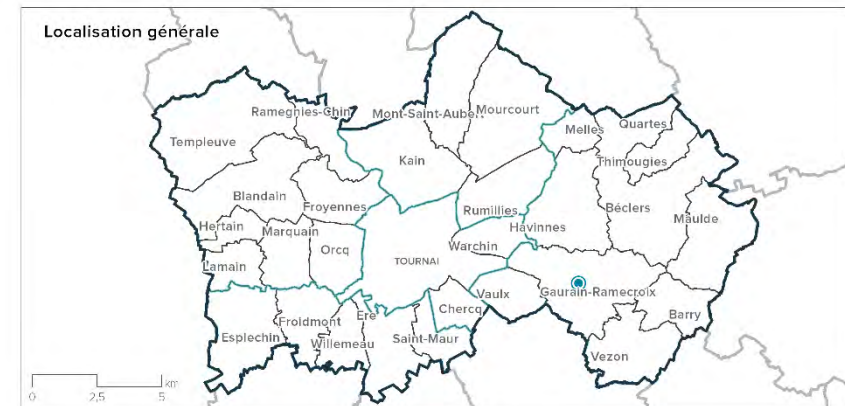 Localisation générale
Ramegnies-Chin
Mont-Saint-Aubert
Mourcourt
Melles
Quartes
Templeuve
Kain
Thimougies
Blandain
Froyennes
Rumillies
Béclers
Maulde
Hertain
Marquain
Orcq
Havinnes
Warchin
Lamain
TOURNAI
Vaulx
Gaurain-Ramecroix
Chercq
Ere
Barry
Froidmont
Esplechin
Willemeau
Saint-Maur
Vezon
km
0 2,5 5